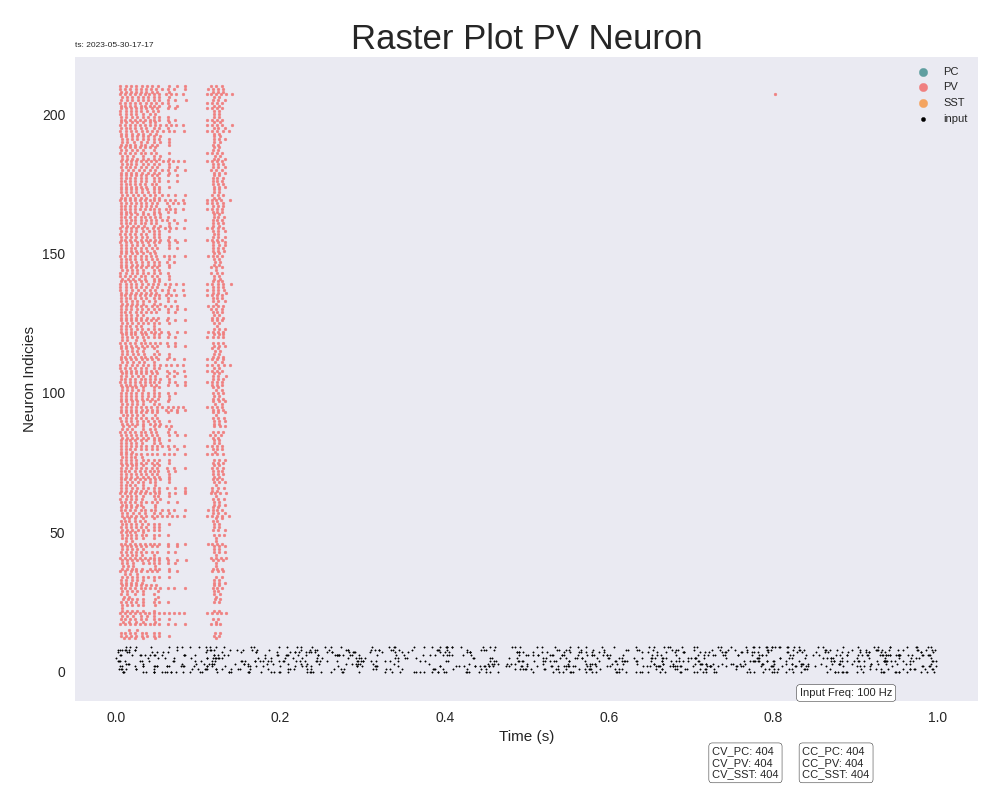 Raster Plot PV Neuron
ts: 2023-05-30-17-17
PC
PV
SST
input
200
150
100
50
0
Neuron Indicies
Input Freq: 100 Hz
0.0 0.2 0.4 0.6 0.8 1.0
Time (s)
CV_PC: 404
CV_PV: 404
CV_SST: 404
CC_PC: 404
CC_PV: 404
CC_SST: 404